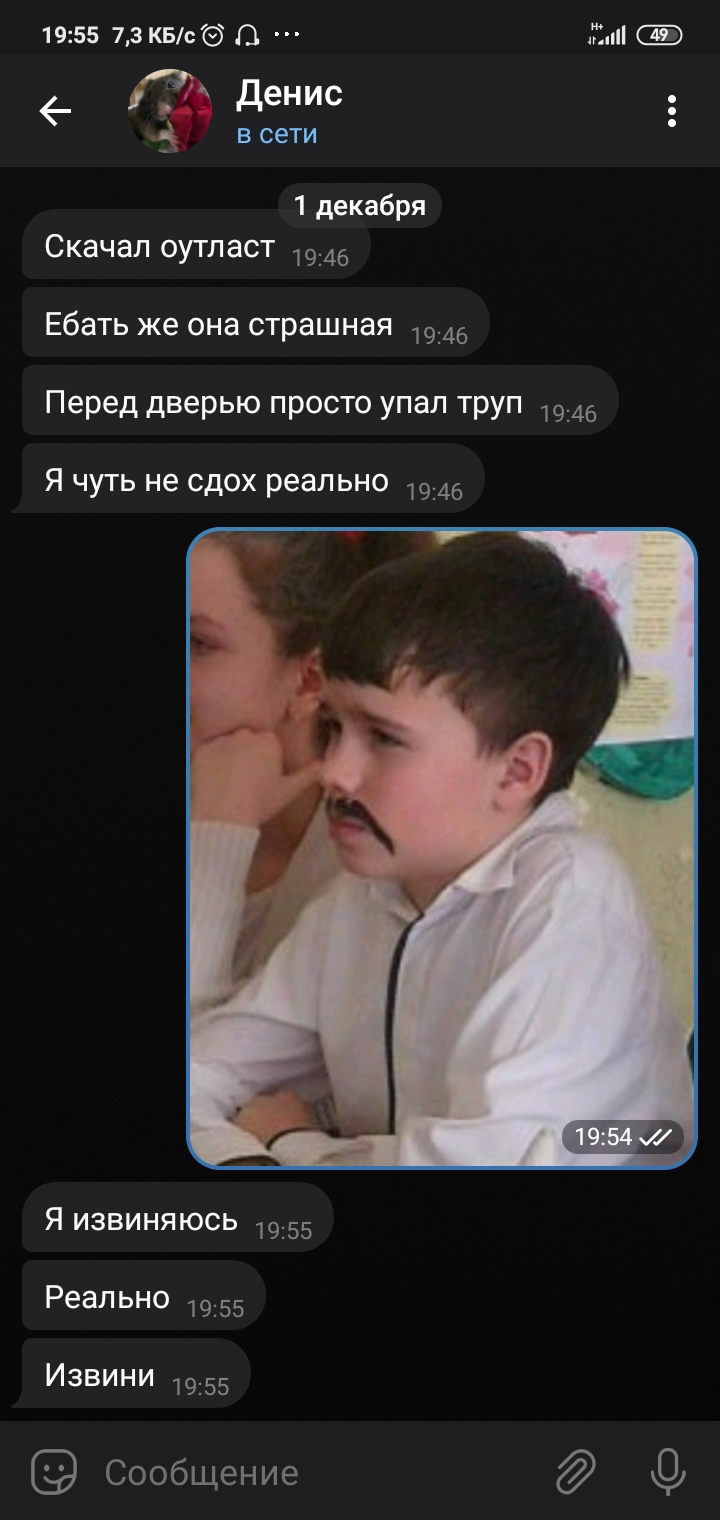 19:55 7,3 КБ/с H+ 49
Денис
в сети
1 декабря
Скачал оутласт 19:46
Ебать же она страшная 19:46
Перед дверью просто упал труп 19:46
Я чуть не сдох реально 19:46
19:54
Я извиняюсь 19:55
Реально 19:55
Извини 19:55
Сообщение